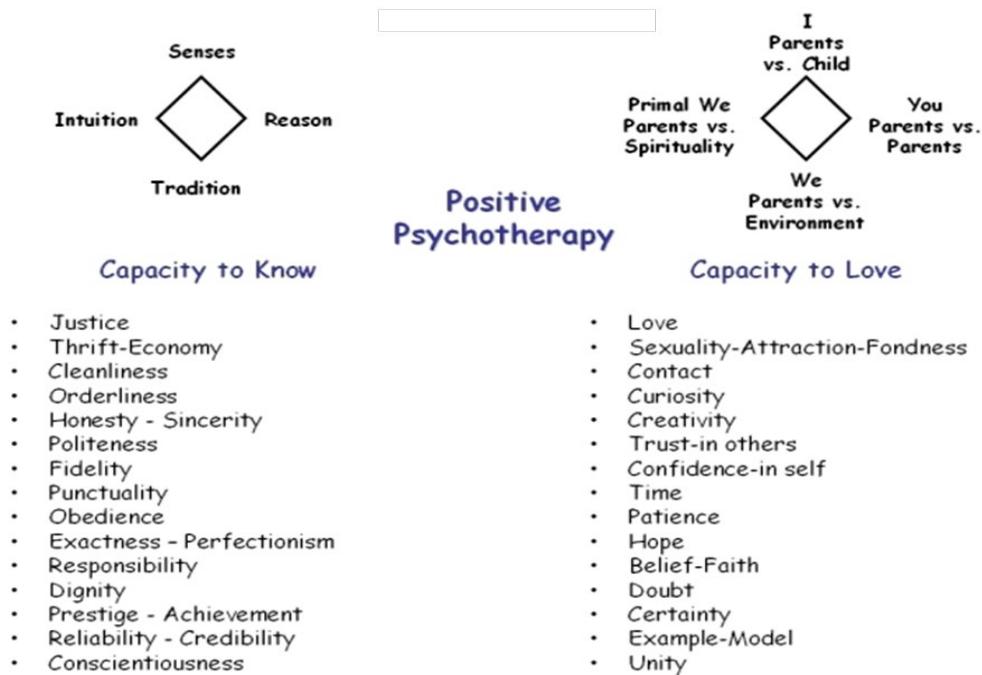 Senses
Intuition
Reason
Tradition
I
Parents
vs. Child
Primal We
Parents vs.
Spirituality
You
Parents vs.
Parents
We
Parents vs.
Environment
Positive
Psychotherapy
Capacity to Know
• Justice
• Thrift-Economy
• Cleanliness
• Orderliness
• Honesty - Sincerity
• Politeness
• Fidelity
• Punctuality
• Obedience
• Exactness – Perfectionism
• Responsibility
• Dignity
• Prestige - Achievement
• Reliability - Credibility
• Conscientiousness
Capacity to Love
• Love
• Sexuality-Attraction-Fondness
• Contact
• Curiosity
• Creativity
• Trust-in others
• Confidence-in self
• Time
• Patience
• Hope
• Belief-Faith
• Doubt
• Certainty
• Example-Model
• Unity